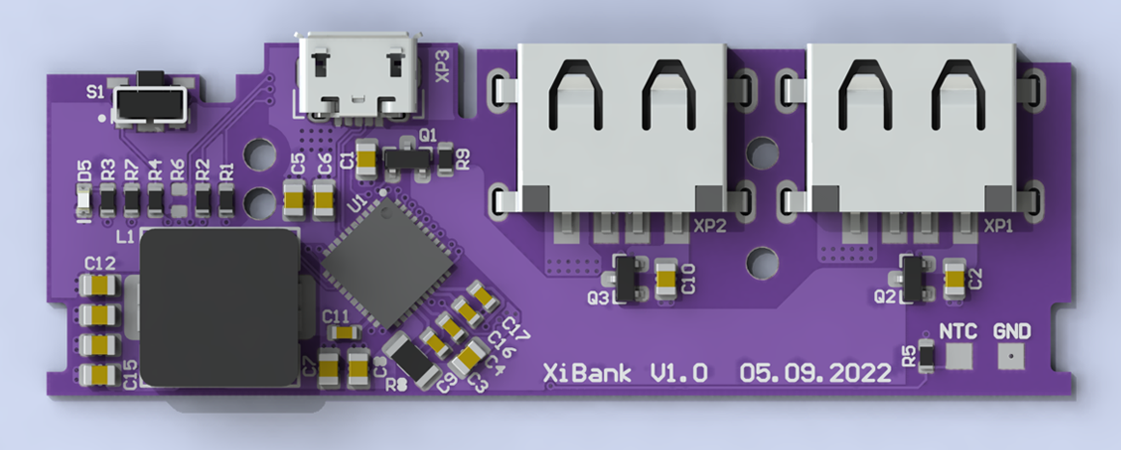 S1
XP3
Q1
C1
R9
C5
C6
D5
R3
R7
R4
R6
R2
R1
U1
L1
XP2
XP1
C12
C15
Q3
C10
Q2
C2
C11
C7
C8
R8
C9
C3
C4
C16
C17
R5
NTC
GND
XiBank V1.0 05.09.2022